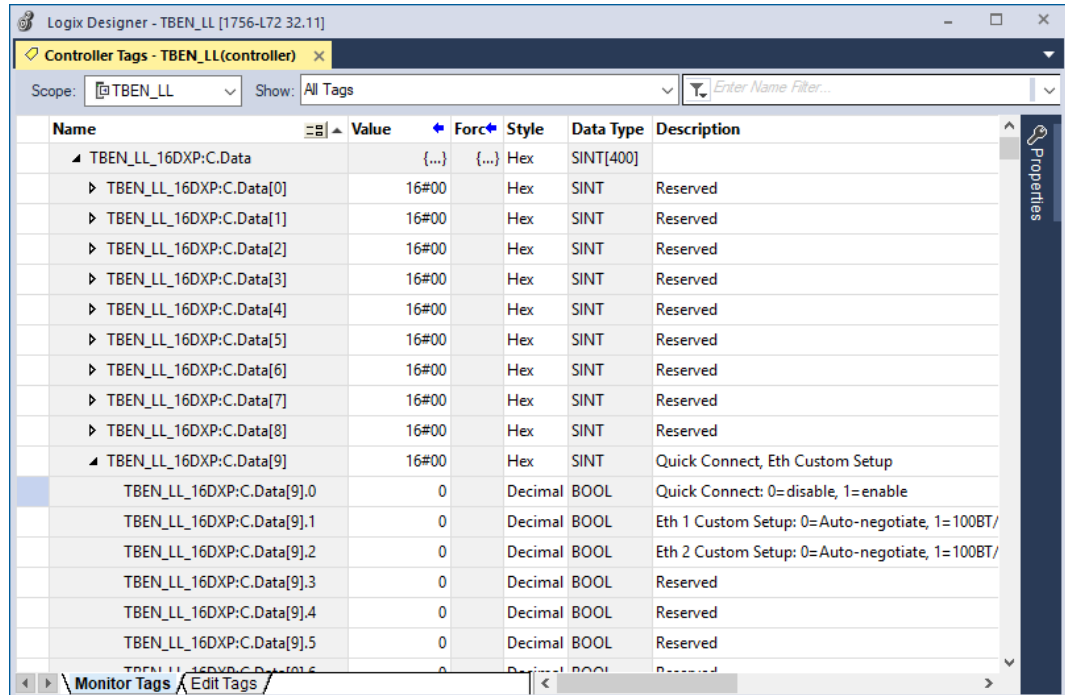 Logix Designer - TBEN_LL [1756-L72 32.11]
Controller Tags - TBEN_LL(controller)
Scope: TBEN_LL Show: All Tags Enter Name Filter...
Name Value Forc Style Data Type Description
TBEN_LL_16DXP:C.Data {...} {...} Hex SINT[400]
TBEN_LL_16DXP:C.Data[0] 16#00 Hex SINT Reserved
TBEN_LL_16DXP:C.Data[1] 16#00 Hex SINT Reserved
TBEN_LL_16DXP:C.Data[2] 16#00 Hex SINT Reserved
TBEN_LL_16DXP:C.Data[3] 16#00 Hex SINT Reserved
TBEN_LL_16DXP:C.Data[4] 16#00 Hex SINT Reserved
TBEN_LL_16DXP:C.Data[5] 16#00 Hex SINT Reserved
TBEN_LL_16DXP:C.Data[6] 16#00 Hex SINT Reserved
TBEN_LL_16DXP:C.Data[7] 16#00 Hex SINT Reserved
TBEN_LL_16DXP:C.Data[8] 16#00 Hex SINT Reserved
TBEN_LL_16DXP:C.Data[9] 16#00 Hex SINT Quick Connect, Eth Custom Setup
TBEN_LL_16DXP:C.Data[9].0 0 Decimal BOOL Quick Connect: 0=disable, 1=enable
TBEN_LL_16DXP:C.Data[9].1 0 Decimal BOOL Eth 1 Custom Setup: 0=Auto-negotiate, 1=100BT/
TBEN_LL_16DXP:C.Data[9].2 0 Decimal BOOL Eth 2 Custom Setup: 0=Auto-negotiate, 1=100BT/
TBEN_LL_16DXP:C.Data[9].3 0 Decimal BOOL Reserved
TBEN_LL_16DXP:C.Data[9].4 0 Decimal BOOL Reserved
TBEN_LL_16DXP:C.Data[9].5 0 Decimal BOOL Reserved
Monitor Tags Edit Tags
Properties